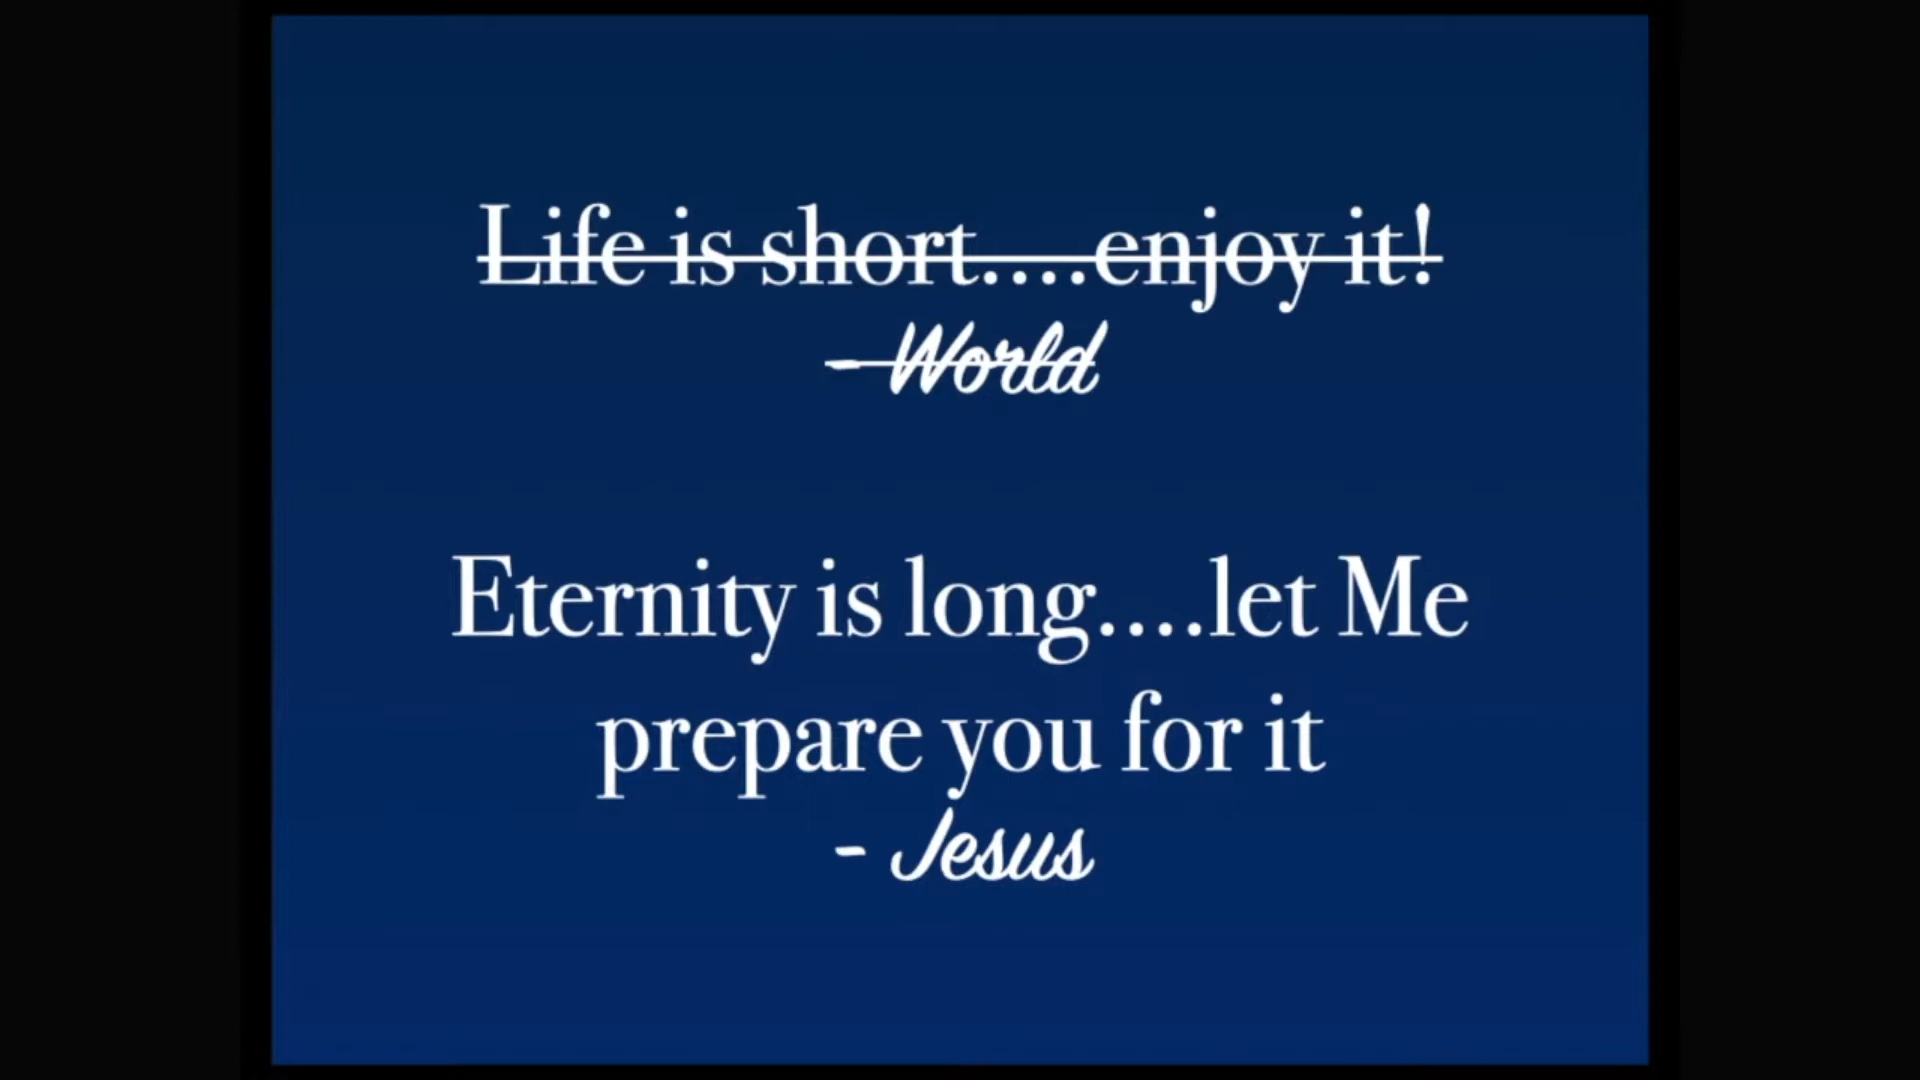 Life is short....enjoy it!
- World
Eternity is long....let Me
prepare you for it
- Jesus